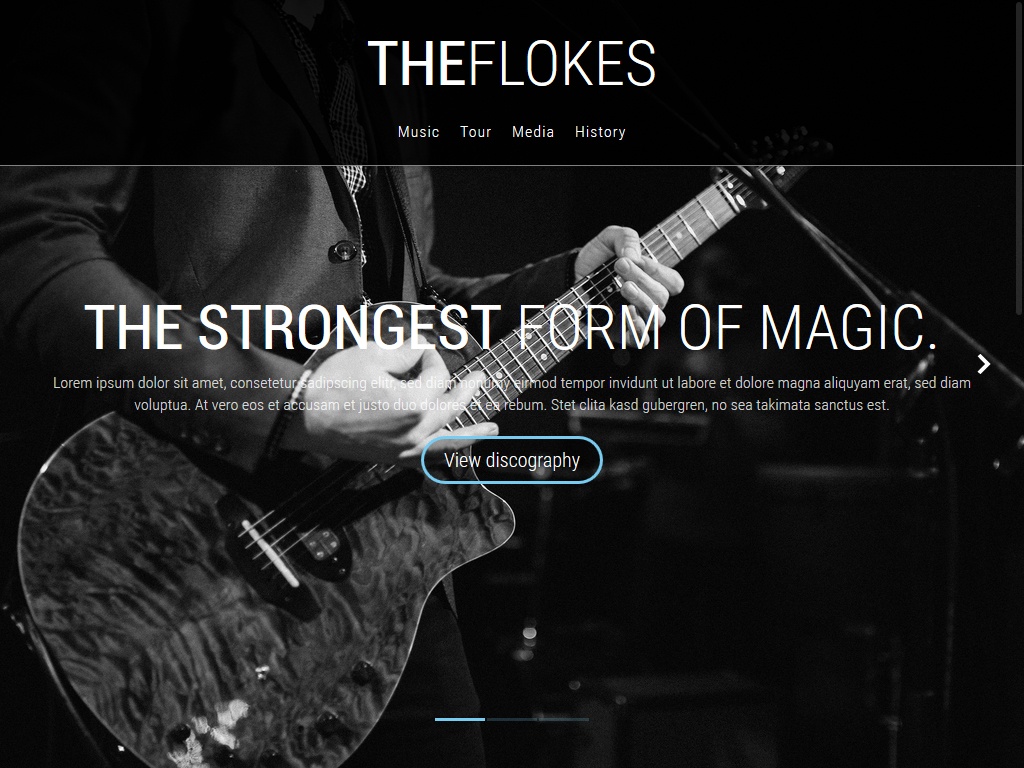 THEFLOKES
Music Tour Media History
THE STRONGEST FORM OF MAGIC.
Lorem ipsum dolor sit amet, consetetur sadipscing elitr, sed diam nonumy eirmod tempor invidunt ut labore et dolore magna aliquyam erat, sed diam
voluptua. At vero eos et accusam et justo duo dolores et ea rebum. Stet clita kasd gubergren, no sea takimata sanctus est.
View discography